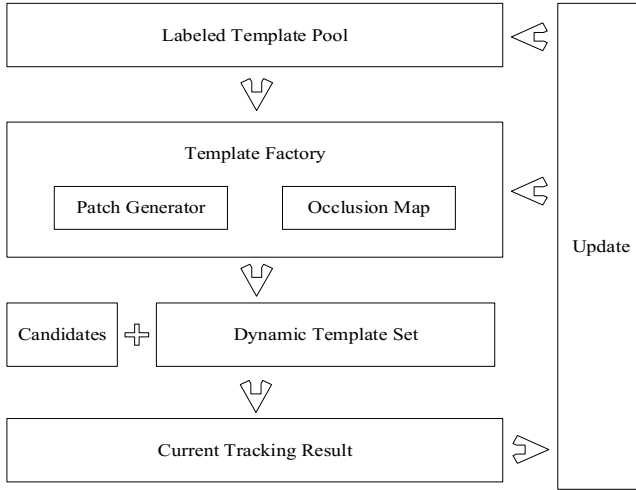 Labeled Template Pool
Template Factory
Patch Generator
Occlusion Map
Update
Candidates
Dynamic Template Set
Current Tracking Result